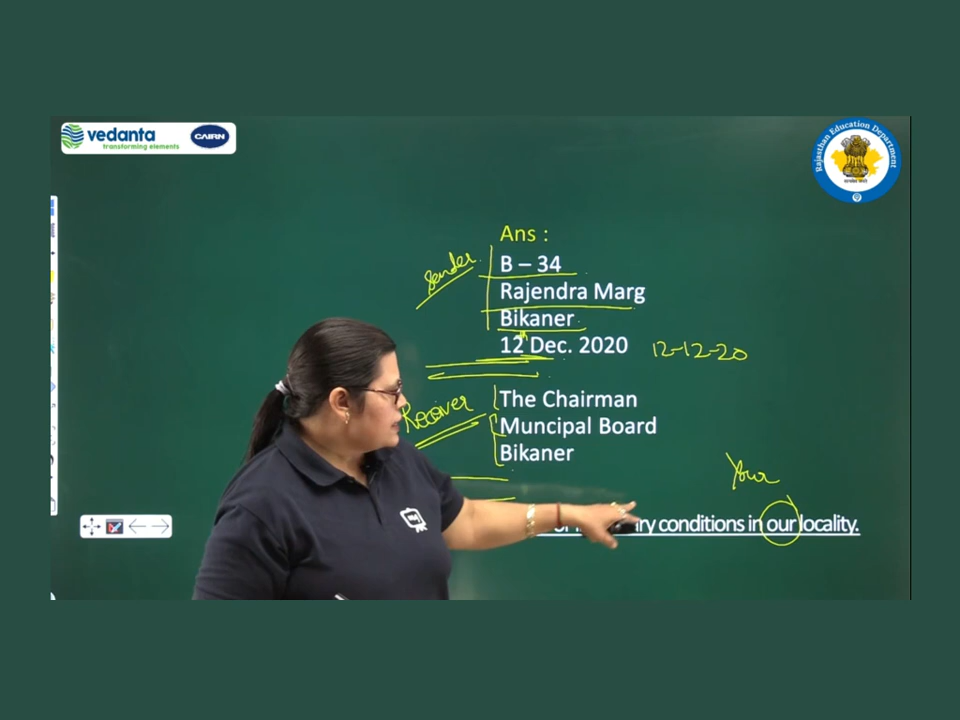 vedanta
transforming elements
CAIRN
Rajasthan Education Department
Ans :
Sender
B – 34
Rajendra Marg
Bikaner
12th Dec. 2020
12-12-20
Receiver
The Chairman
Muncipal Board
Bikaner
Your
conditions in our locality.